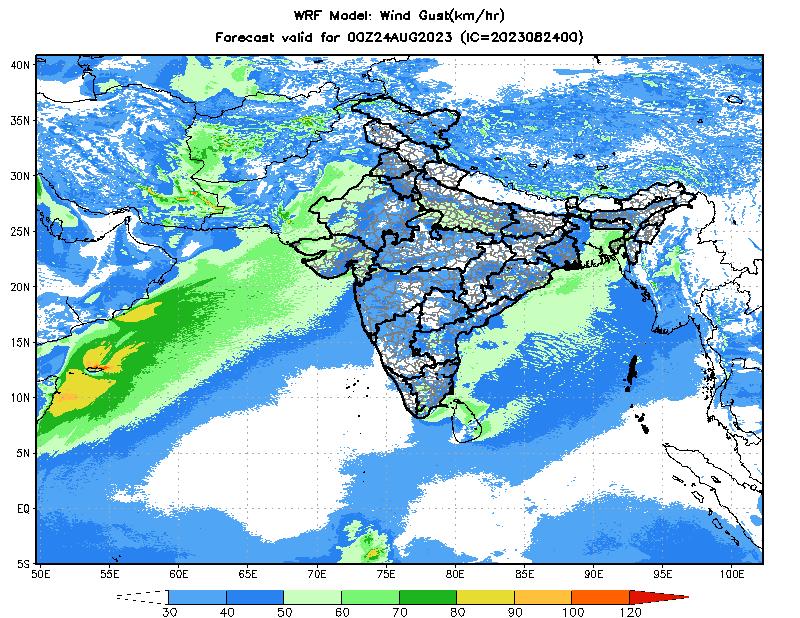 WRF Model: Wind Gust(km/hr)
Forecast valid for 00Z24AUG2023 (IC=2023082400)
40N
35N
30N
25N
20N
15N
10N
5N
EQ
5S
50E 55E 60E 65E 70E 75E 80E 85E 90E 95E 100E
30 40 50 60 70 80 90 100 120